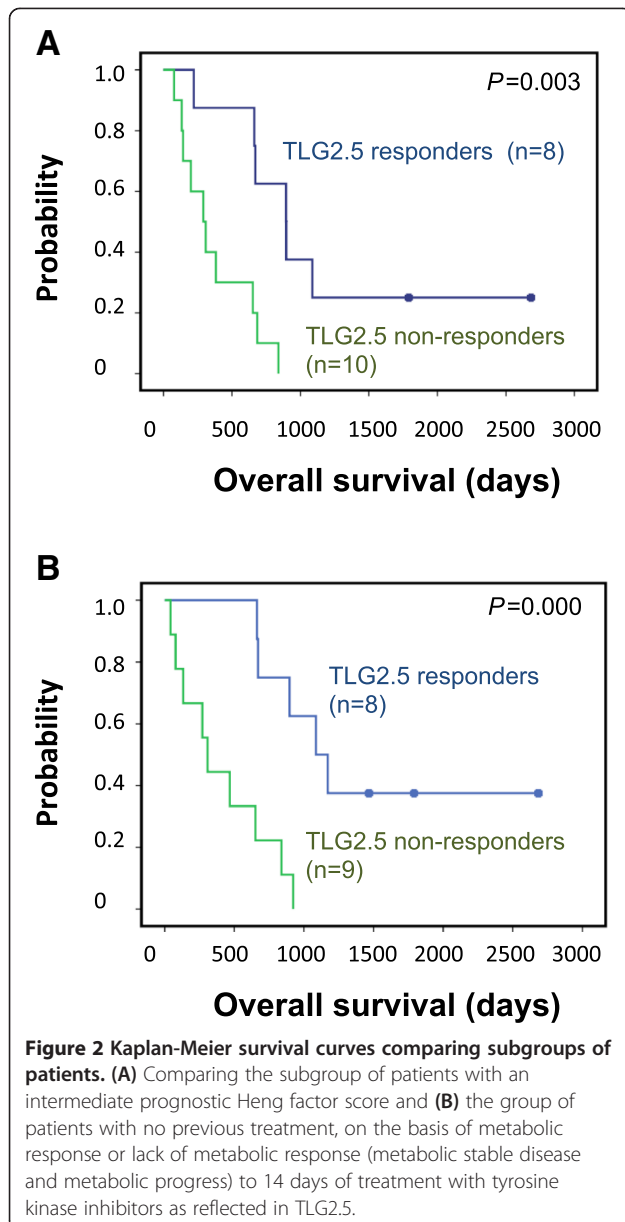 A
P=0.003
1.0
0.8
0.6
0.4
0.2
0
Probability
TLG2.5 responders (n=8)
TLG2.5 non-responders
(n=10)
0 500 1000 1500 2000 2500 3000
Overall survival (days)
B
P=0.000
1.0
0.8
0.6
0.4
0.2
0
Probability
TLG2.5 responders
(n=8)
TLG2.5 non-responders
(n=9)
0 500 1000 1500 2000 2500 3000
Overall survival (days)
Figure 2 Kaplan-Meier survival curves comparing subgroups of
patients. (A) Comparing the subgroup of patients with an
intermediate prognostic Heng factor score and (B) the group of
patients with no previous treatment, on the basis of metabolic
response or lack of metabolic response (metabolic stable disease
and metabolic progress) to 14 days of treatment with tyrosine
kinase inhibitors as reflected in TLG2.5.